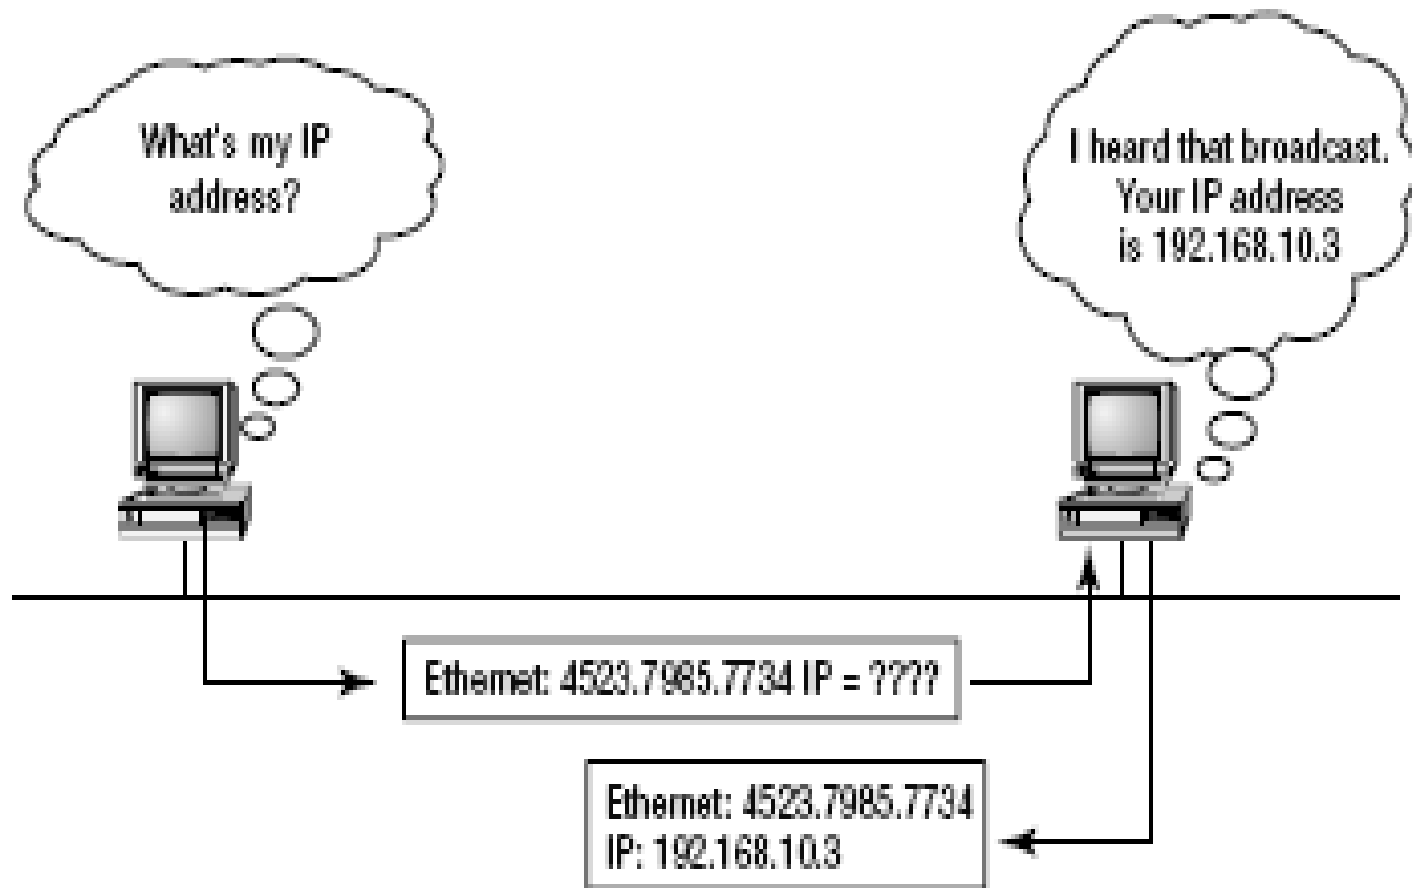 What's my IP
address?
I heard that broadcast.
Your IP address
is 192.168.10.3
Ethernet: 4523.7985.7734 IP = ????
Ethernet: 4523.7985.7734
IP: 192.168.10.3